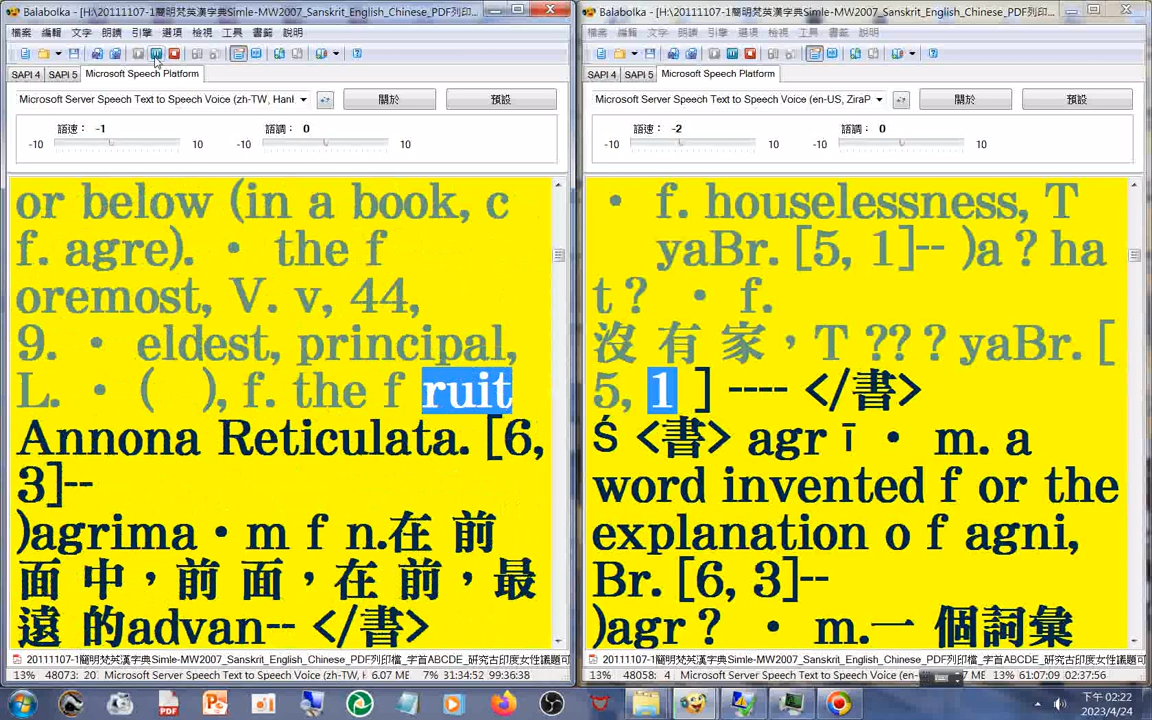 Balabolka - [H:\20111107-1簡明梵英漢字典Simle-MW2007_Sanskrit_English_Chinese_PDF列印...
檔案 編輯 文字 朗讀 引擎 選項 檢視 工具 書籤 說明
SAPI 4 SAPI 5 Microsoft Speech Platform
Microsoft Server Speech Text to Speech Voice (zh-TW, Hanl
關於 預設
語速： -1 語調： 0
-10 10 -10 10
or below (in a book, c
f. agre). • the f
oremost, V. v, 44,
9. • eldest, principal,
L. • ( ), f. the f ruit
Annona Reticulata. [6,
3]--
)agrima • m f n.在 前
面 中，前 面，在 前，最
遠 的advan-- </書>
20111107-1簡明梵英漢字典Simle-MW2007_Sanskrit_English_Chinese_PDF列印檔_字首ABCDE_研究古印度女性議題可
13% 48073: 20 Microsoft Server Speech Text to Speech Voice (zh-TW, H 6.07 ME 7% 31:34:52 99:36:38
Balabolka - [H:\20111107-1簡明梵英漢字典Simle-MW2007_Sanskrit_English_Chinese_PDF列印...
檔案 編輯 文字 朗讀 引擎 選項 檢視 工具 書籤 說明
SAPI 4 SAPI 5 Microsoft Speech Platform
Microsoft Server Speech Text to Speech Voice (en-US, ZiraP
關於 預設
語速： -2 語調： 0
-10 10 -10 10
• f. houselessness, T
yaBr. [5, 1]-- )a ? ha
t ? • f.
沒 有 家，T ?? ? yaBr. [
5, 1 ] ---- </書>
Ś <書> agr ī • m. a
word invented f or the
explanation o f agni,
Br. [6, 3]--
)agr ? • m.一 個詞彙
20111107-1簡明梵英漢字典Simle-MW2007_Sanskrit_English_Chinese_PDF列印檔_字首ABCDE_研究古印度女性議題可
13% 48058: 4 Microsoft Server Speech Text to Speech Voice (en-US, 13% 61:07:09 02:37:56
下午 02:22
2023/4/24